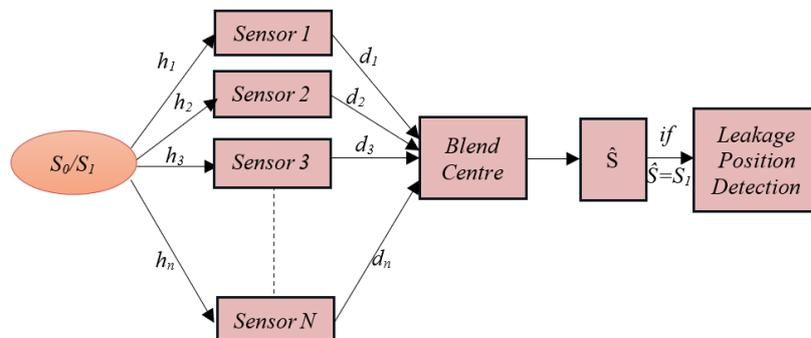 Sensor 1
h₁
d₁
Sensor 2
h₂
d₂
S₀/S₁
h₃
Sensor 3
d₃
Blend
Centre
Ŝ
if
Ŝ=S₁
Leakage
Position
Detection
hₙ
dₙ
Sensor N